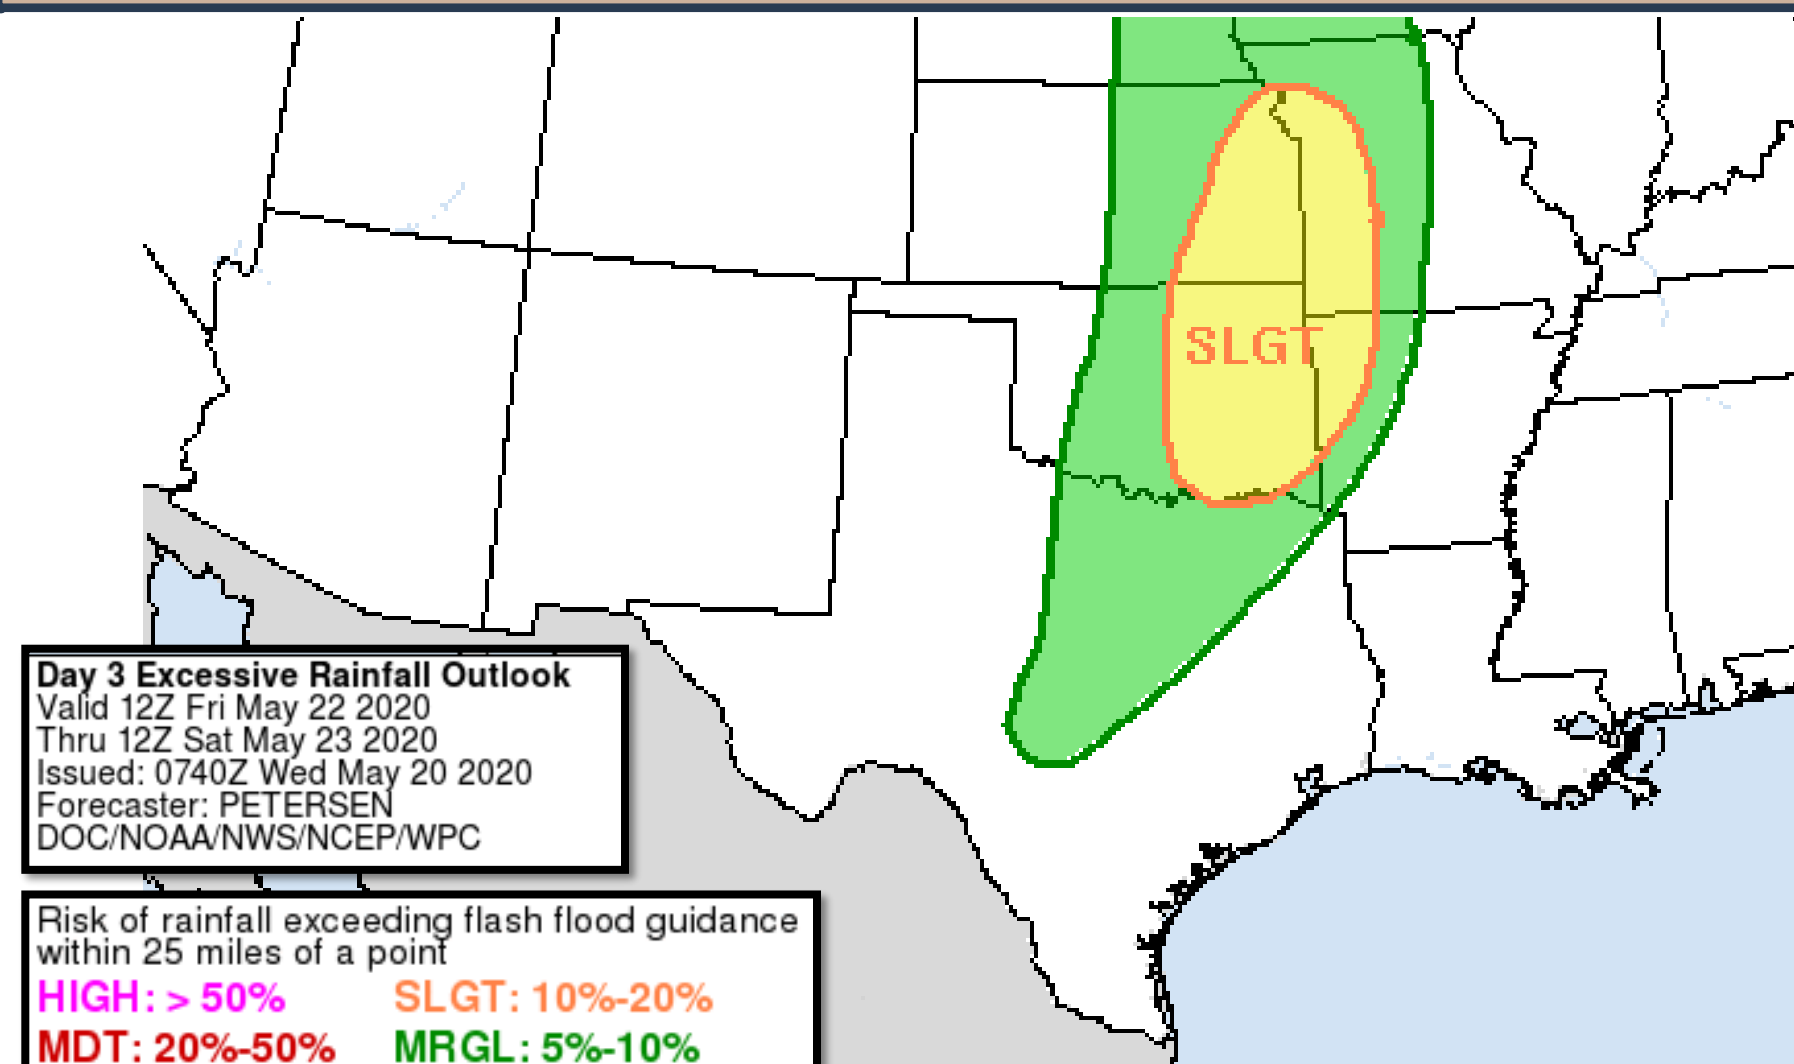 SLGT
Day 3 Excessive Rainfall Outlook
Valid 12Z Fri May 22 2020
Thru 12Z Sat May 23 2020
Issued: 0740Z Wed May 20 2020
Forecaster: PETERSEN
DOC/NOAA/NWS/NCEP/WPC
Risk of rainfall exceeding flash flood guidance
within 25 miles of a point
HIGH: > 50% SLGT: 10%-20%
MDT: 20%-50% MRGL: 5%-10%